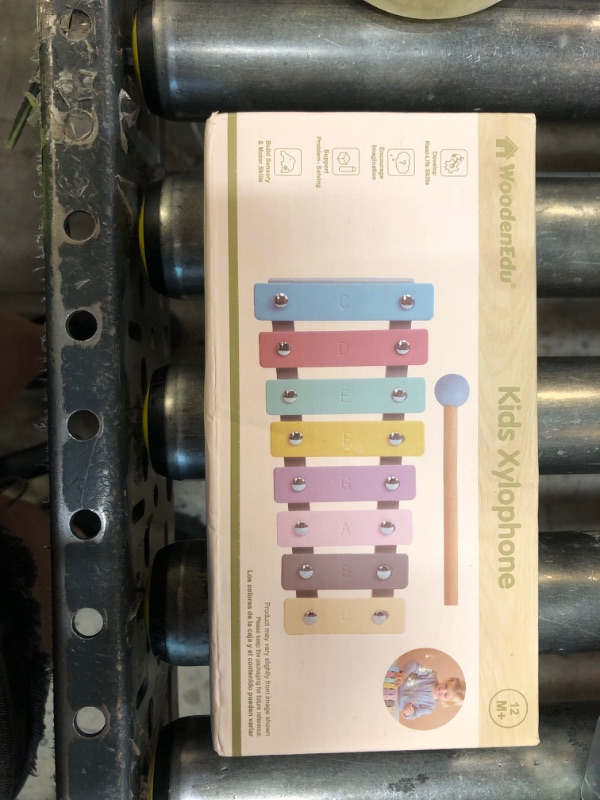 WoodenEdu®
Kids Xylophone
12
M+
Develop
Real-Life Skills
Encourage
Imagination
Support
Problem- Solving
Build Sensory
& Motor Skills
C
D
E
G
A
B
C
Product may vary slightly from image shown
Please keep the packaging for future reference.
Los colores de la caja y el contenido pueden variar